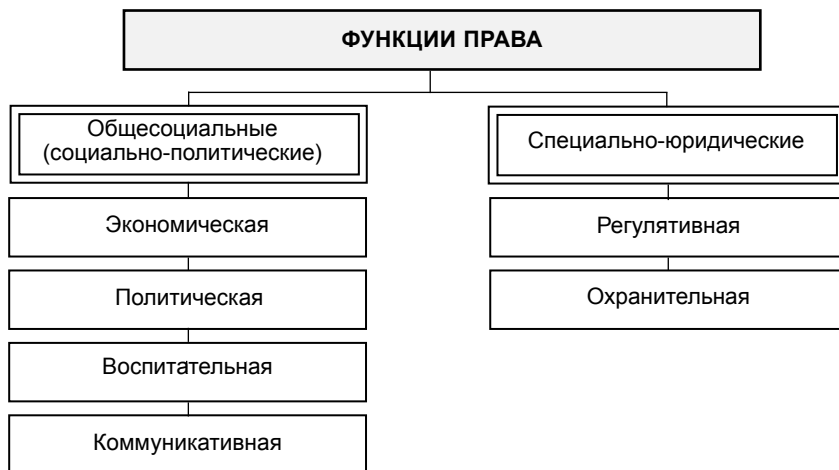 ФУНКЦИИ ПРАВА
Общесоциальные
(социально-политические)
Экономическая
Политическая
Воспитательная
Коммуникативная
Специально-юридические
Регулятивная
Охранительная